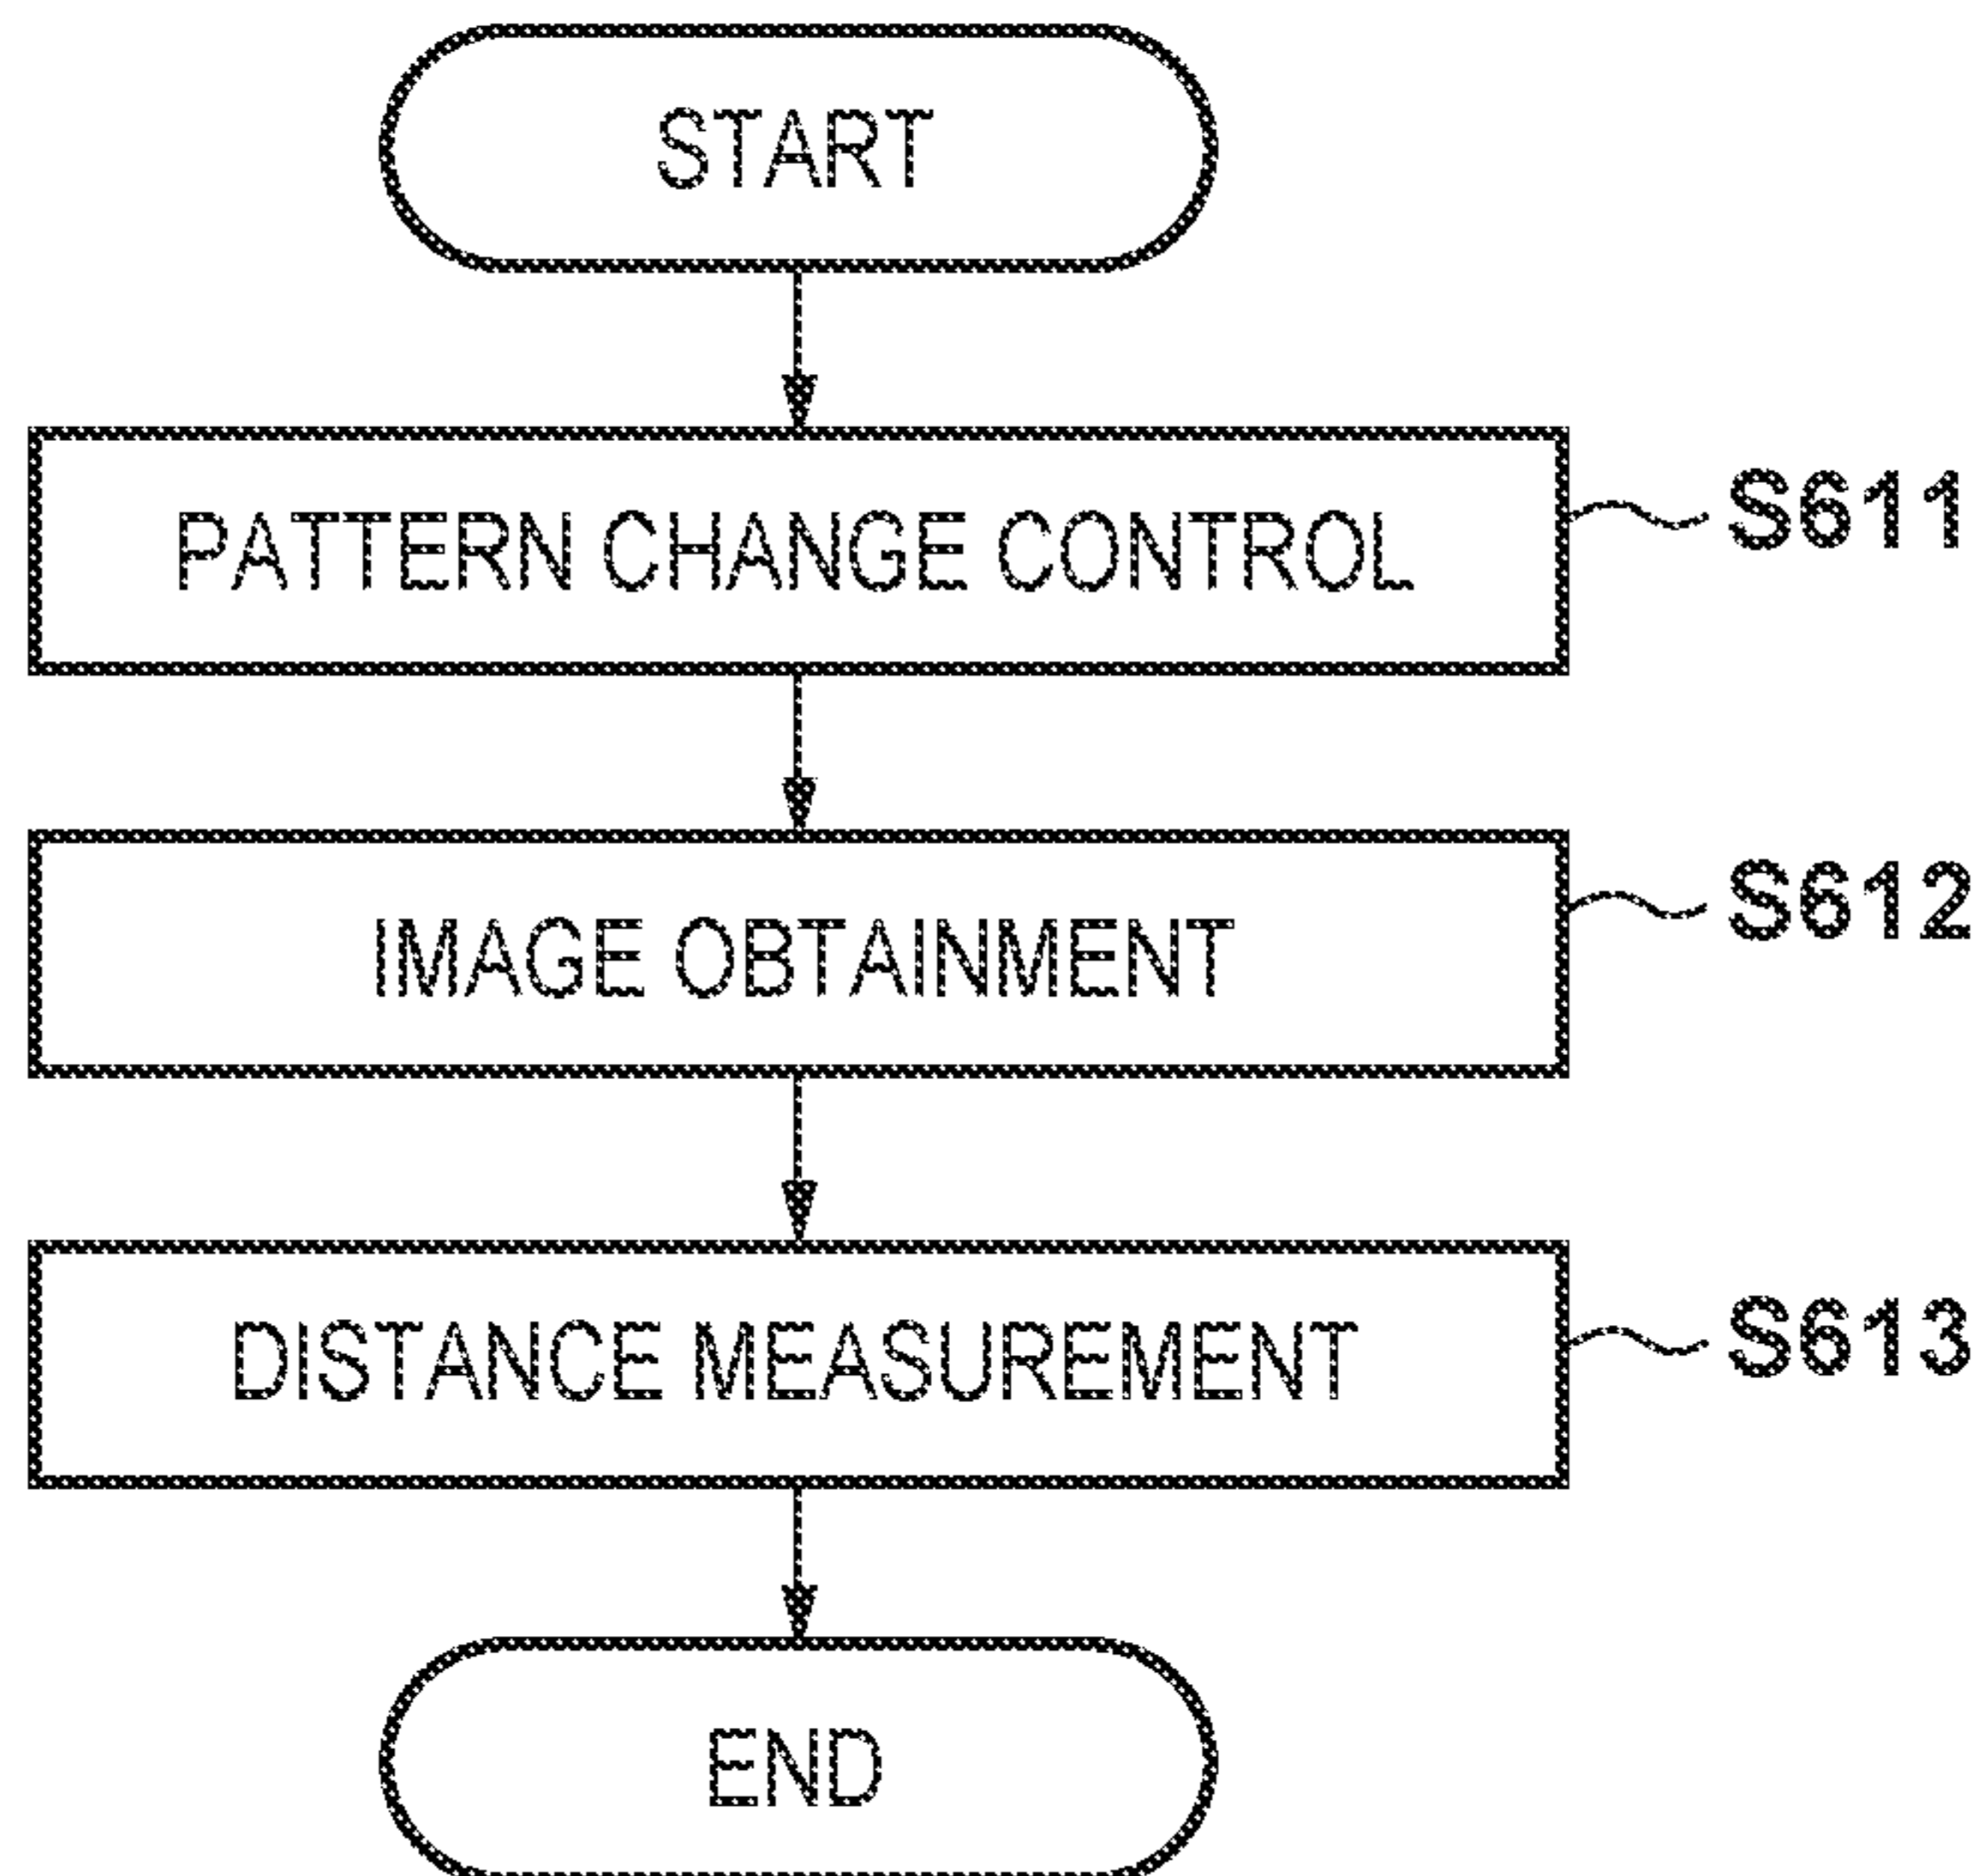 START
PATTERN CHANGE CONTROL
S611
IMAGE OBTAINMENT
S612
DISTANCE MEASUREMENT
S613
END